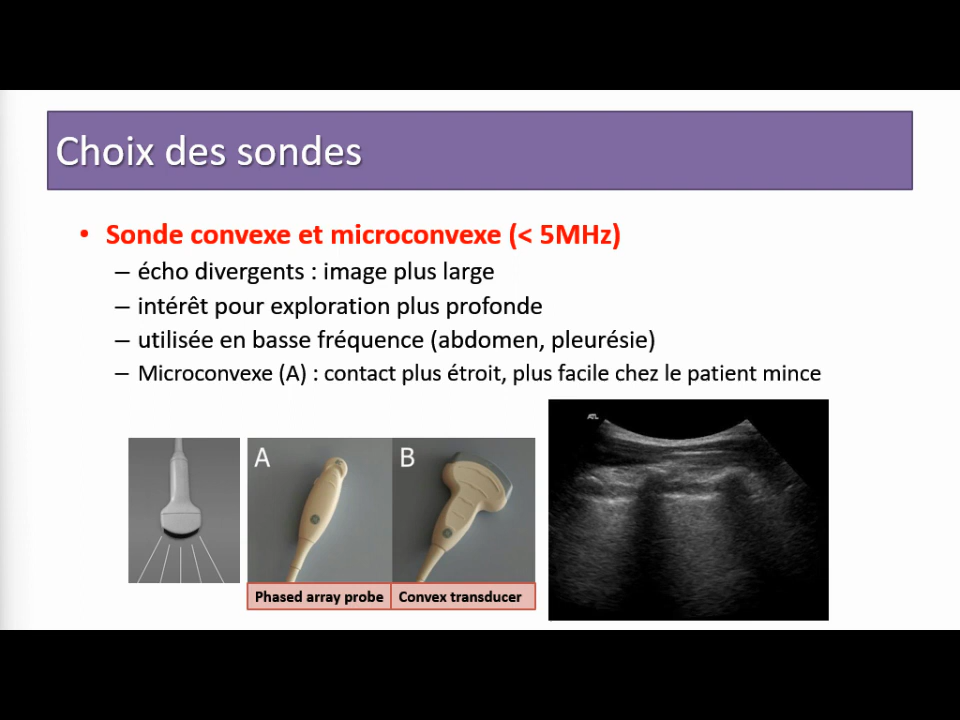 Choix des sondes
• Sonde convexe et microconvexe (< 5MHz)
– écho divergents : image plus large
– intérêt pour exploration plus profonde
– utilisée en basse fréquence (abdomen, pleurésie)
– Microconvexe (A) : contact plus étroit, plus facile chez le patient mince
A
B
ATL
Phased array probe
Convex transducer